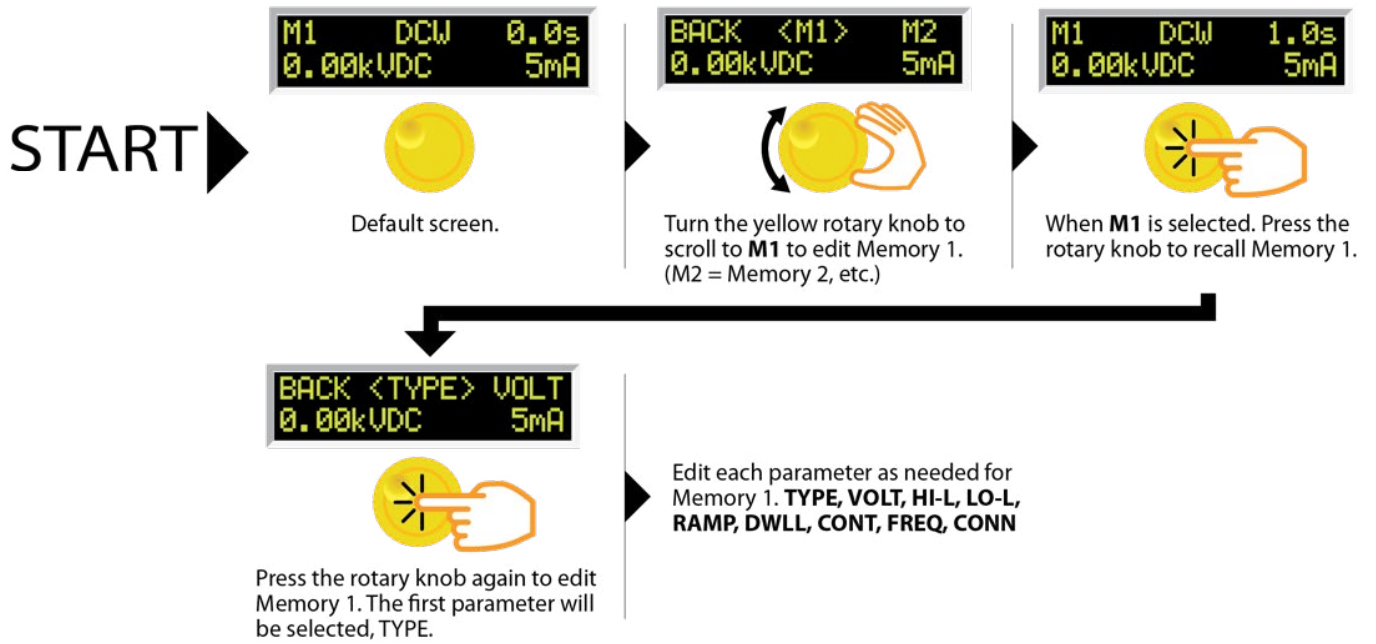 START
M1 DCW 0.0s
0.00kVDC 5mA
Default screen.
BACK <M1> M2
0.00kVDC 5mA
Turn the yellow rotary knob to
scroll to M1 to edit Memory 1.
(M2 = Memory 2, etc.)
M1 DCW 1.0s
0.00kVDC 5mA
When M1 is selected. Press the
rotary knob to recall Memory 1.
BACK <TYPE> VOLT
0.00kVDC 5mA
Press the rotary knob again to edit
Memory 1. The first parameter will
be selected, TYPE.
Edit each parameter as needed for
Memory 1. TYPE, VOLT, HI-L, LO-L,
RAMP, DWLL, CONT, FREQ, CONN